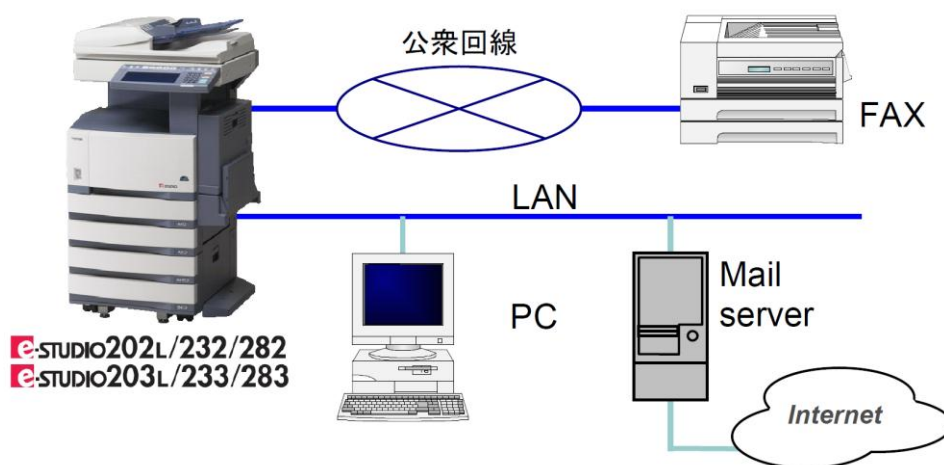 公衆回線
FAX
LAN
PC
Mail
server
Internet
e-STUDIO202L/232/282
e-STUDIO203L/233/283